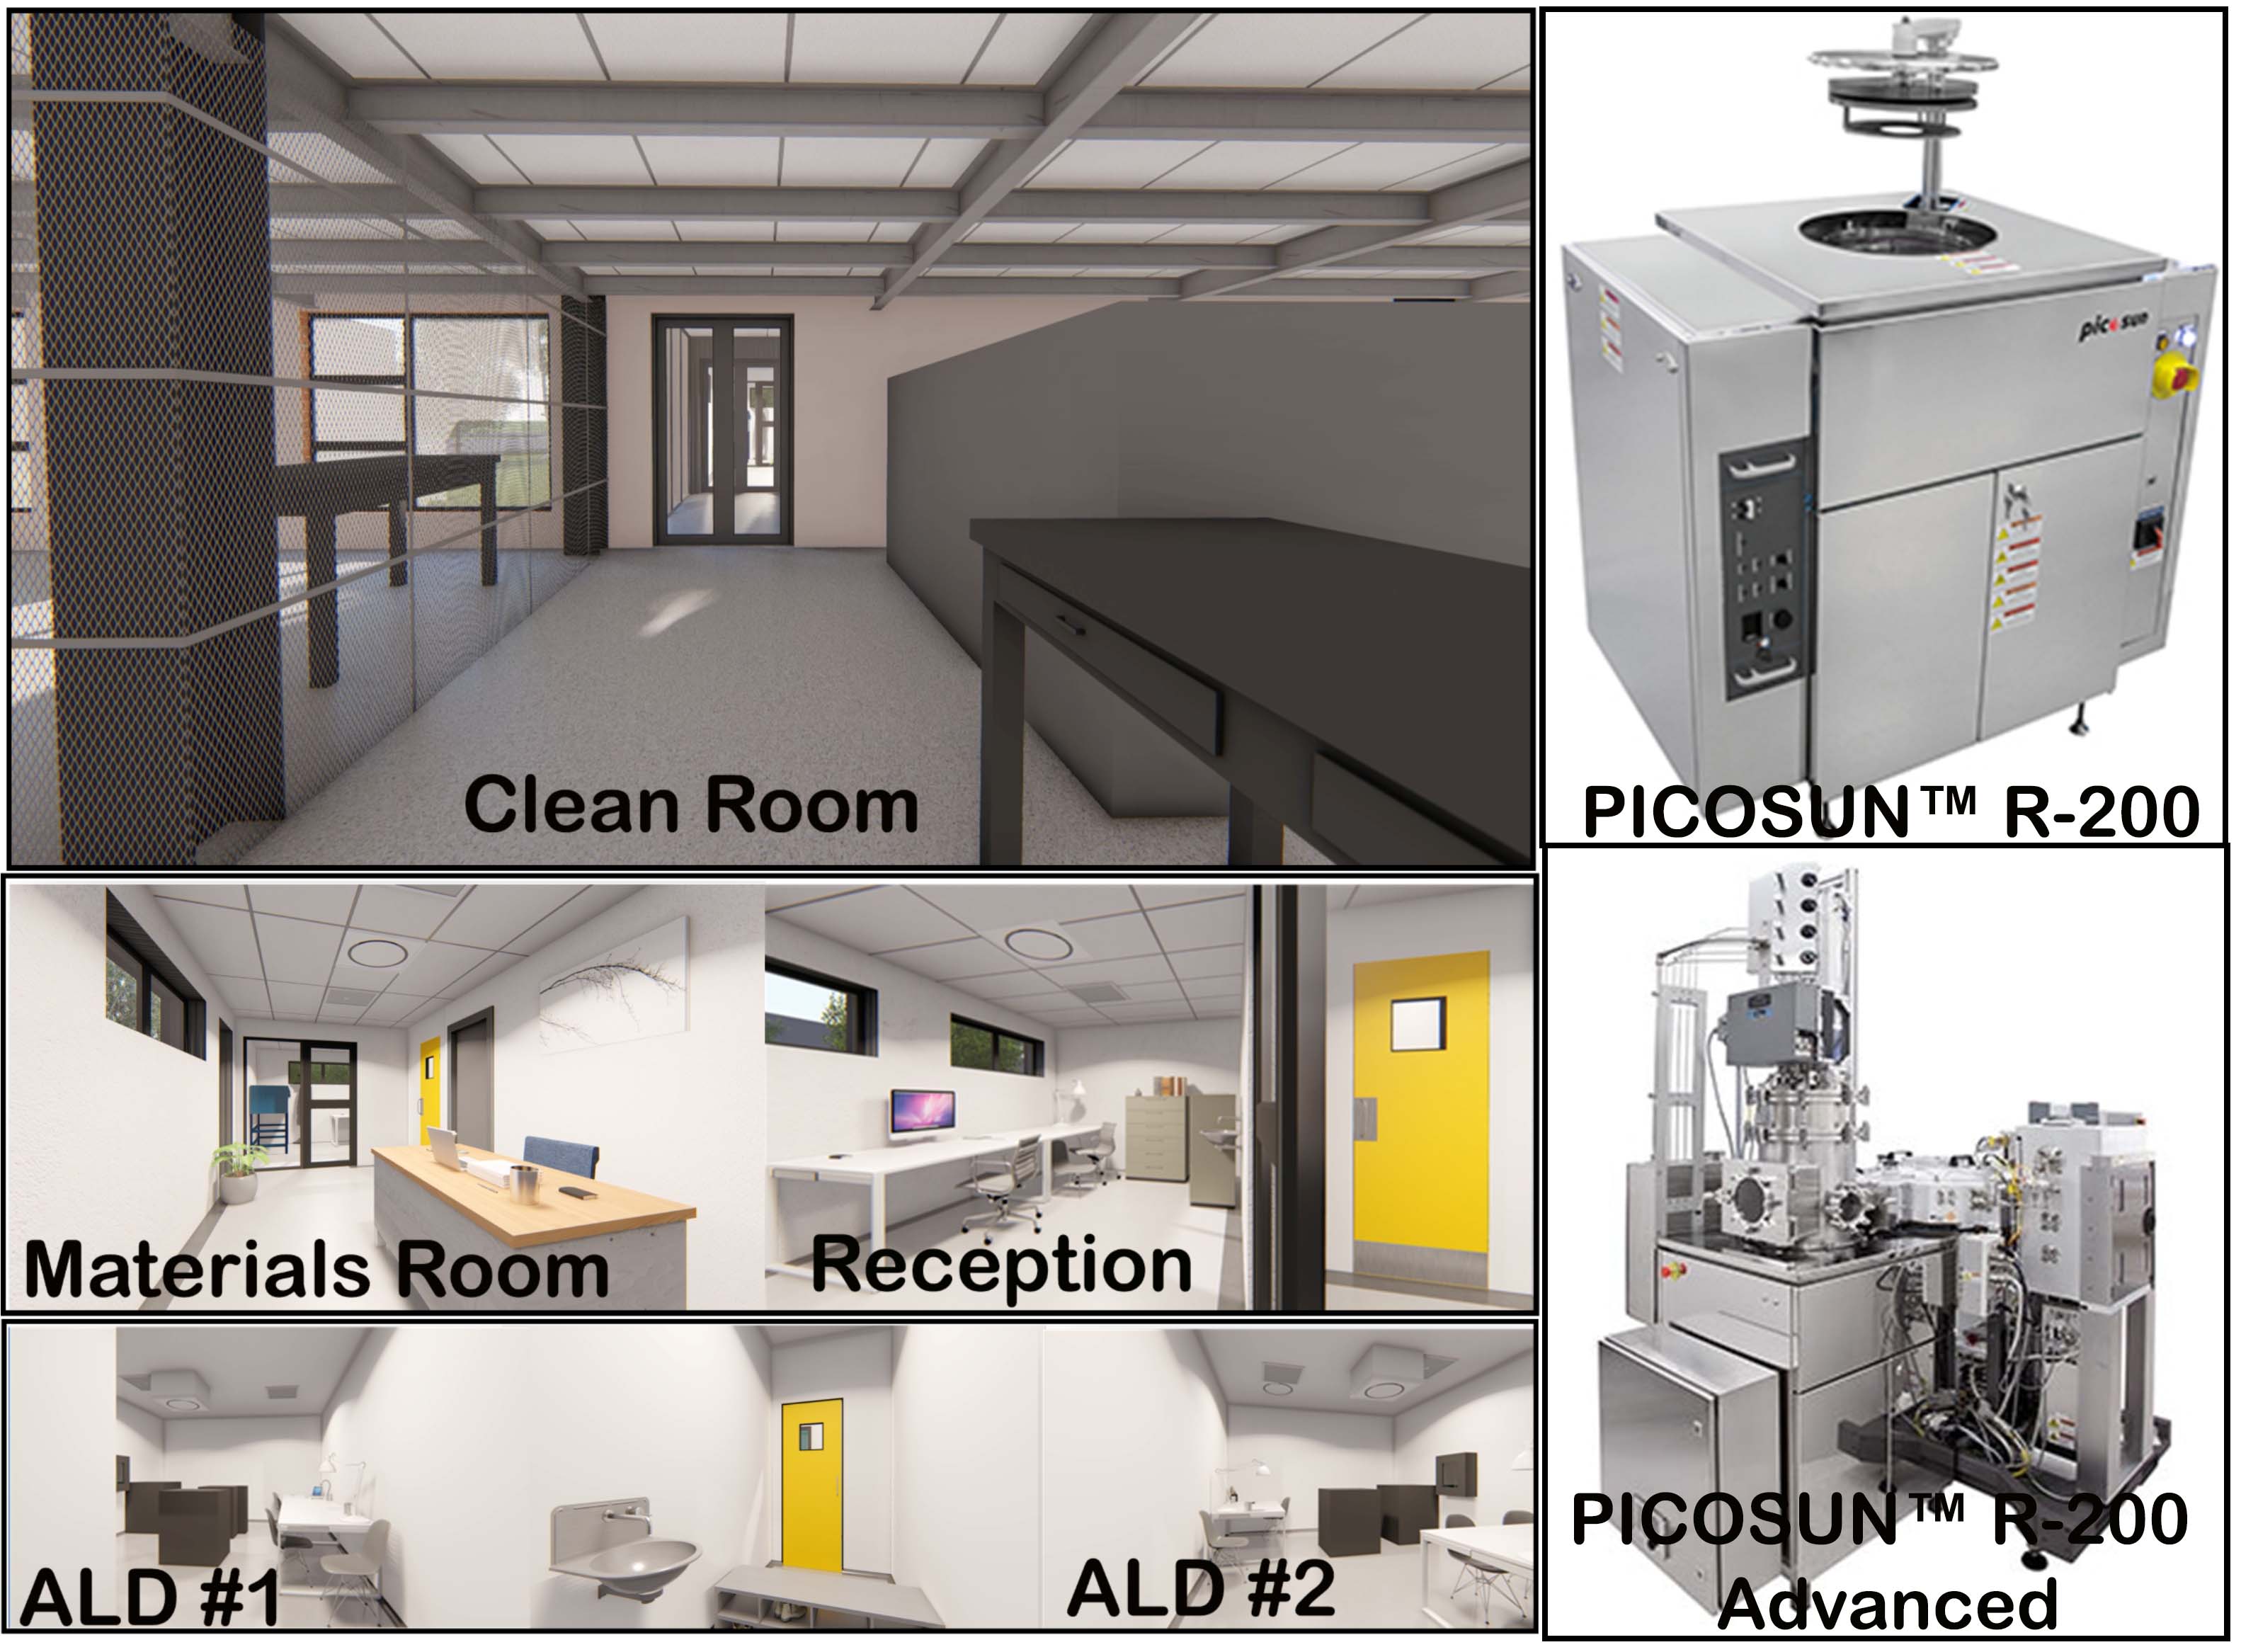 Clean Room
picosun
PICOSUN™ R-200
Materials Room
Reception
ALD #1
ALD #2
PICOSUN™ R-200
Advanced